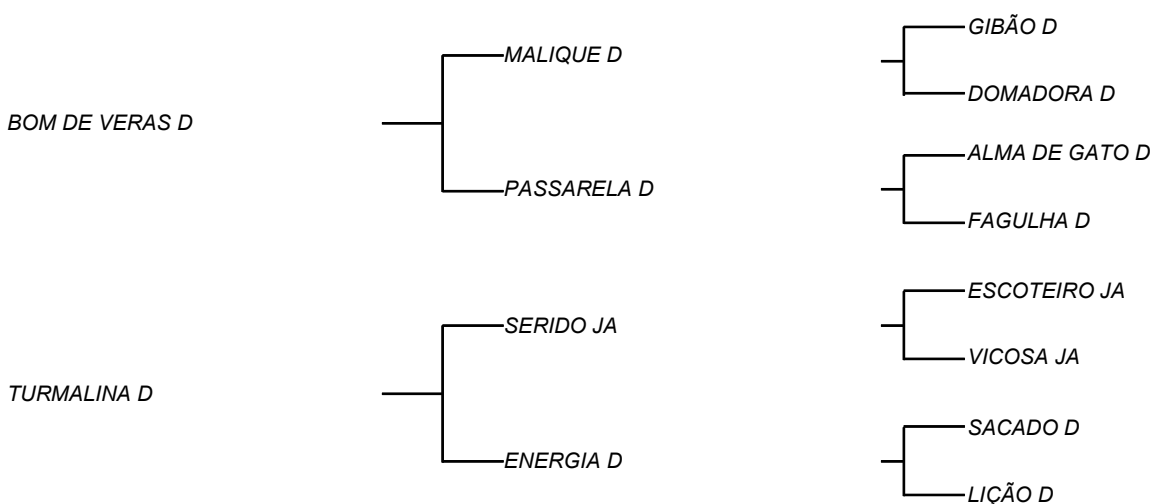 GIBÃO D
MALIQUE D
DOMADORA D
BOM DE VERAS D
ALMA DE GATO D
PASSARELA D
FAGULHA D
ESCOTEIRO JA
SERIDO JA
VICOSA JA
TURMALINA D
SACADO D
ENERGIA D
LIÇÃO D